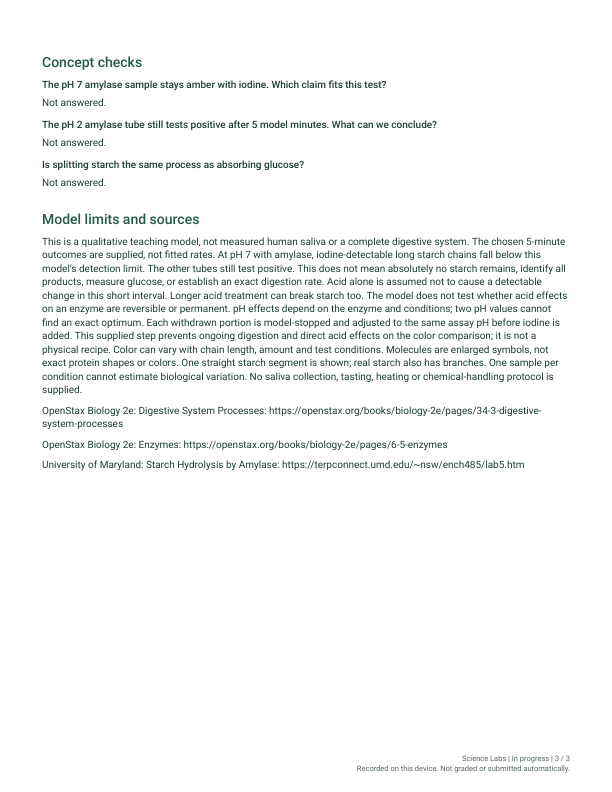 Concept checks
The pH 7 amylase sample stays amber with iodine. Which claim fits this test?
Not answered.
The pH 2 amylase tube still tests positive after 5 model minutes. What can we conclude?
Not answered.
Is splitting starch the same process as absorbing glucose?
Not answered.
Model limits and sources
This is a qualitative teaching model, not measured human saliva or a complete digestive system. The chosen 5-minute
outcomes are supplied, not fitted rates. At pH 7 with amylase, iodine-detectable long starch chains fall below this
model's detection limit. The other tubes still test positive. This does not mean absolutely no starch remains, identify all
products, measure glucose, or establish an exact digestion rate. Acid alone is assumed not to cause a detectable
change in this short interval. Longer acid treatment can break starch too. The model does not test whether acid effects
on an enzyme are reversible or permanent. pH effects depend on the enzyme and conditions; two pH values cannot
find an exact optimum. Each withdrawn portion is model-stopped and adjusted to the same assay pH before iodine is
added. This supplied step prevents ongoing digestion and direct acid effects on the color comparison; it is not a
physical recipe. Color can vary with chain length, amount and test conditions. Molecules are enlarged symbols, not
exact protein shapes or colors. One straight starch segment is shown; real starch also has branches. One sample per
condition cannot estimate biological variation. No saliva collection, tasting, heating or chemical-handling protocol is
supplied.
OpenStax Biology 2e: Digestive System Processes: https://openstax.org/books/biology-2e/pages/34-3-digestive-
system-processes
OpenStax Biology 2e: Enzymes: https://openstax.org/books/biology-2e/pages/6-5-enzymes
University of Maryland: Starch Hydrolysis by Amylase: https://terpconnect.umd.edu/~nsw/ench485/lab5.htm
Science Labs | In progress | 3 / 3
Recorded on this device. Not graded or submitted automatically.